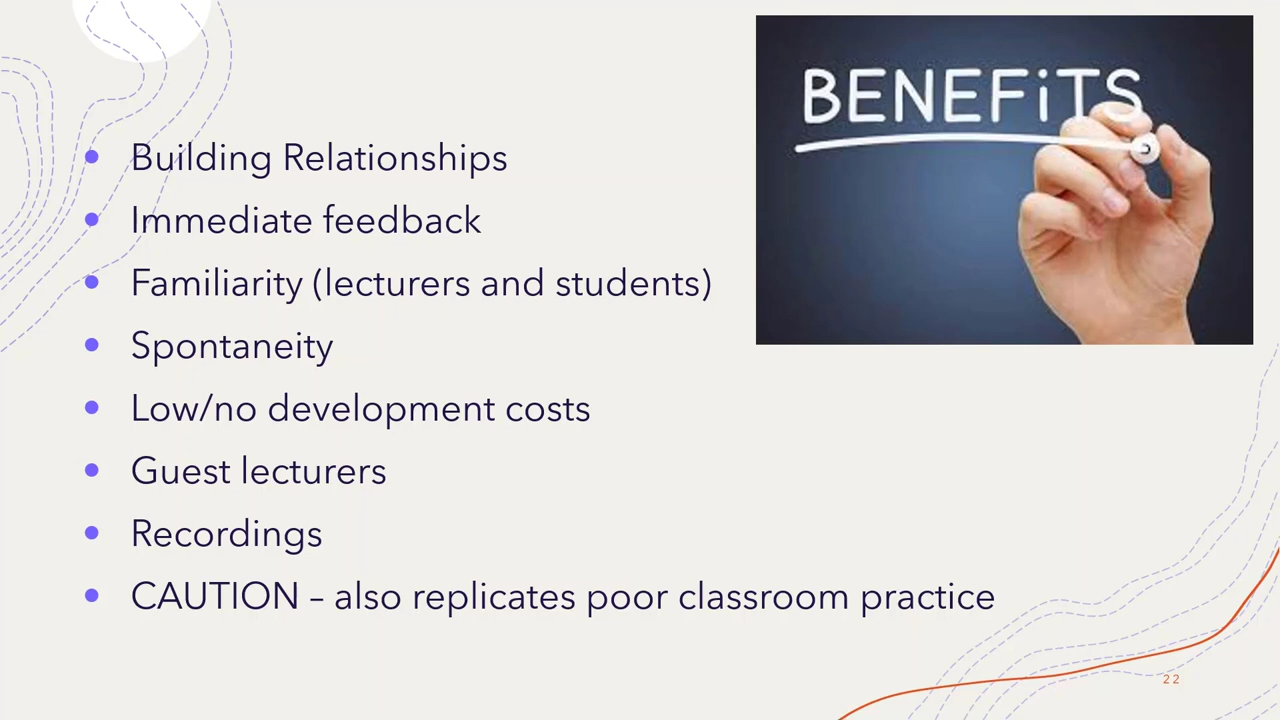 BENEFiTS
• Building Relationships
• Immediate feedback
• Familiarity (lecturers and students)
• Spontaneity
• Low/no development costs
• Guest lecturers
• Recordings
• CAUTION – also replicates poor classroom practice
22